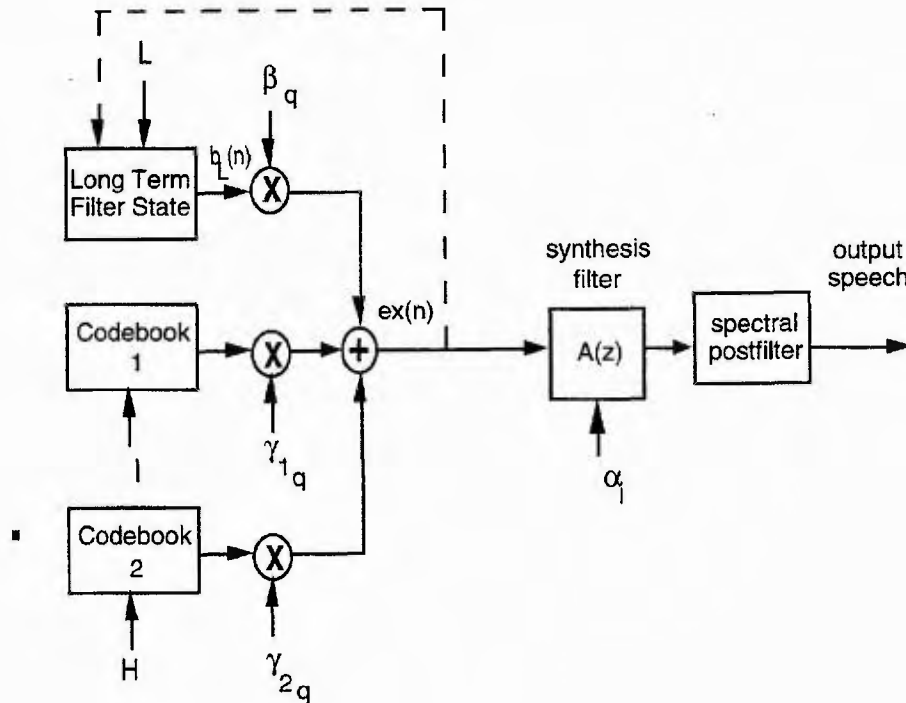 L
β q
b L (n)
Long Term
Filter State
X
synthesis
filter
output
speech
Codebook
1
X
+
ex(n)
A(z)
spectral
postfilter
γ 1 q
I
α i
Codebook
2
X
H
γ 2 q